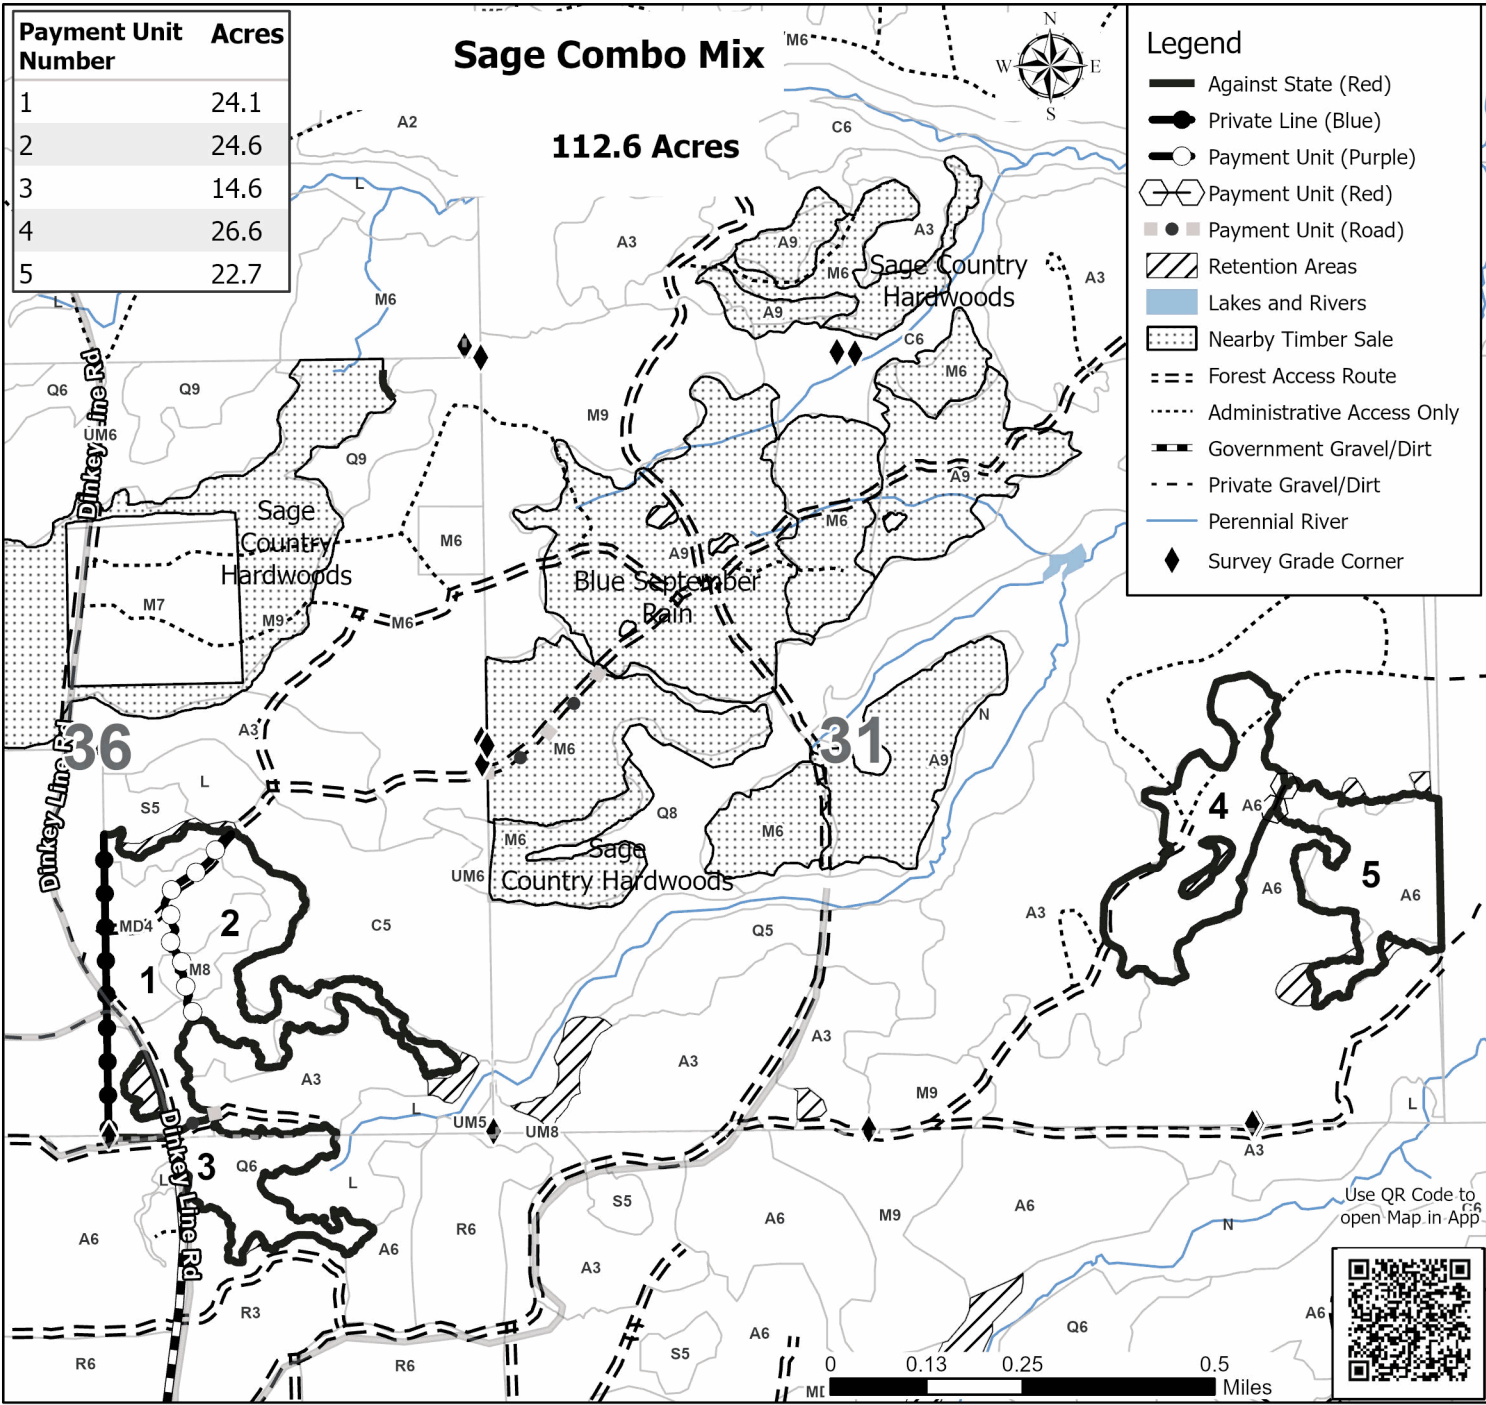 Payment Unit Number Acres
1 24.1
2 24.6
3 14.6
4 26.6
5 22.7
Sage Combo Mix
112.6 Acres
N
W E
S
Legend
Against State (Red)
Private Line (Blue)
Payment Unit (Purple)
Payment Unit (Red)
Payment Unit (Road)
Retention Areas
Lakes and Rivers
Nearby Timber Sale
Forest Access Route
Administrative Access Only
Government Gravel/Dirt
Private Gravel/Dirt
Perennial River
Survey Grade Corner
M6
A2
C6
L
A3
A9
A3
M6
Sage Country
Hardwoods
A3
L
M6
A9
C6
Dinkey Line Rd
Q6
Q9
M6
M9
UM6
Q9
A9
Sage
Country
Hardwoods
M6
M6
A9
Blue September
Rain
M7
M9
M6
36
A3
31
N
M6
A9
L
S5
4
A6
Dinkey Line Rd
M6
Q8
M6
Sage
Country Hardwoods
UM6
5
A6
A6
MD4
2
C5
Q5
A3
1
M8
A3
A3
A3
M9
L
L
UM5
UM8
A3
Dinkey Line Rd
3
Q6
L
L
S5
A6
R6
A6
A6
M9
A6
N
Use QR Code to
open Map in App
A3
R3
A6
Q6
A6
R6
R6
S5
0 0.13 0.25 0.5
Miles